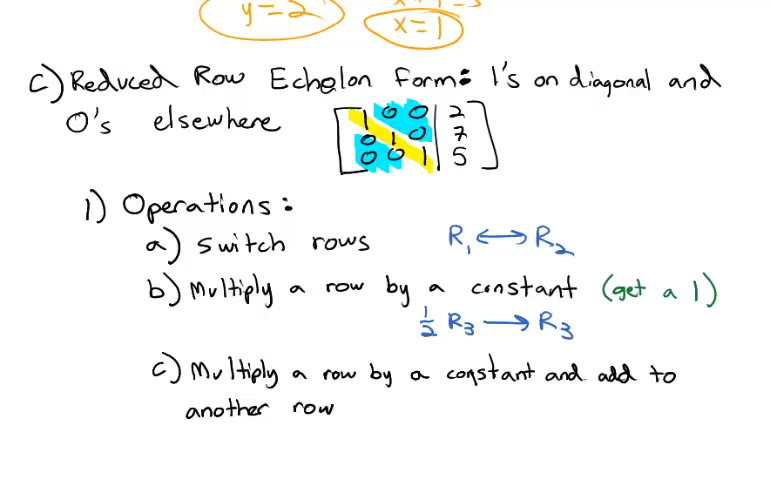 y=2
x=1
c) Reduced Row Echelon Form: 1's on diagonal and
0's elsewhere
1 0 0 | 2
0 1 0 | 7
0 0 1 | 5
1) Operations:
a) Switch rows R₁ ↔ R₂
b) Multiply a row by a constant (get a 1)
½ R₃ → R₃
c) Multiply a row by a constant and add to
another row